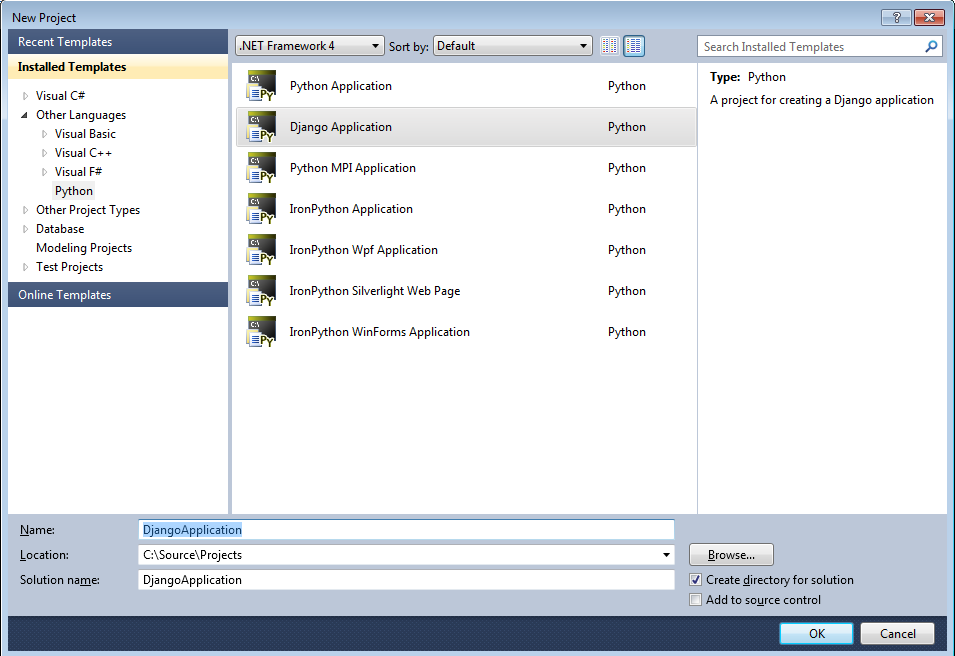 New Project
Recent Templates
.NET Framework 4 Sort by: Default
Search Installed Templates
Installed Templates
Visual C#
Other Languages
Visual Basic
Visual C++
Visual F#
Python
Other Project Types
Database
Modeling Projects
Test Projects
Online Templates
Python Application Python
Django Application Python
Python MPI Application Python
IronPython Application Python
IronPython Wpf Application Python
IronPython Silverlight Web Page Python
IronPython WinForms Application Python
Type: Python
A project for creating a Django application
Name: DjangoApplication
Location: C:\Source\Projects Browse...
Solution name: DjangoApplication
Create directory for solution
Add to source control
OK Cancel